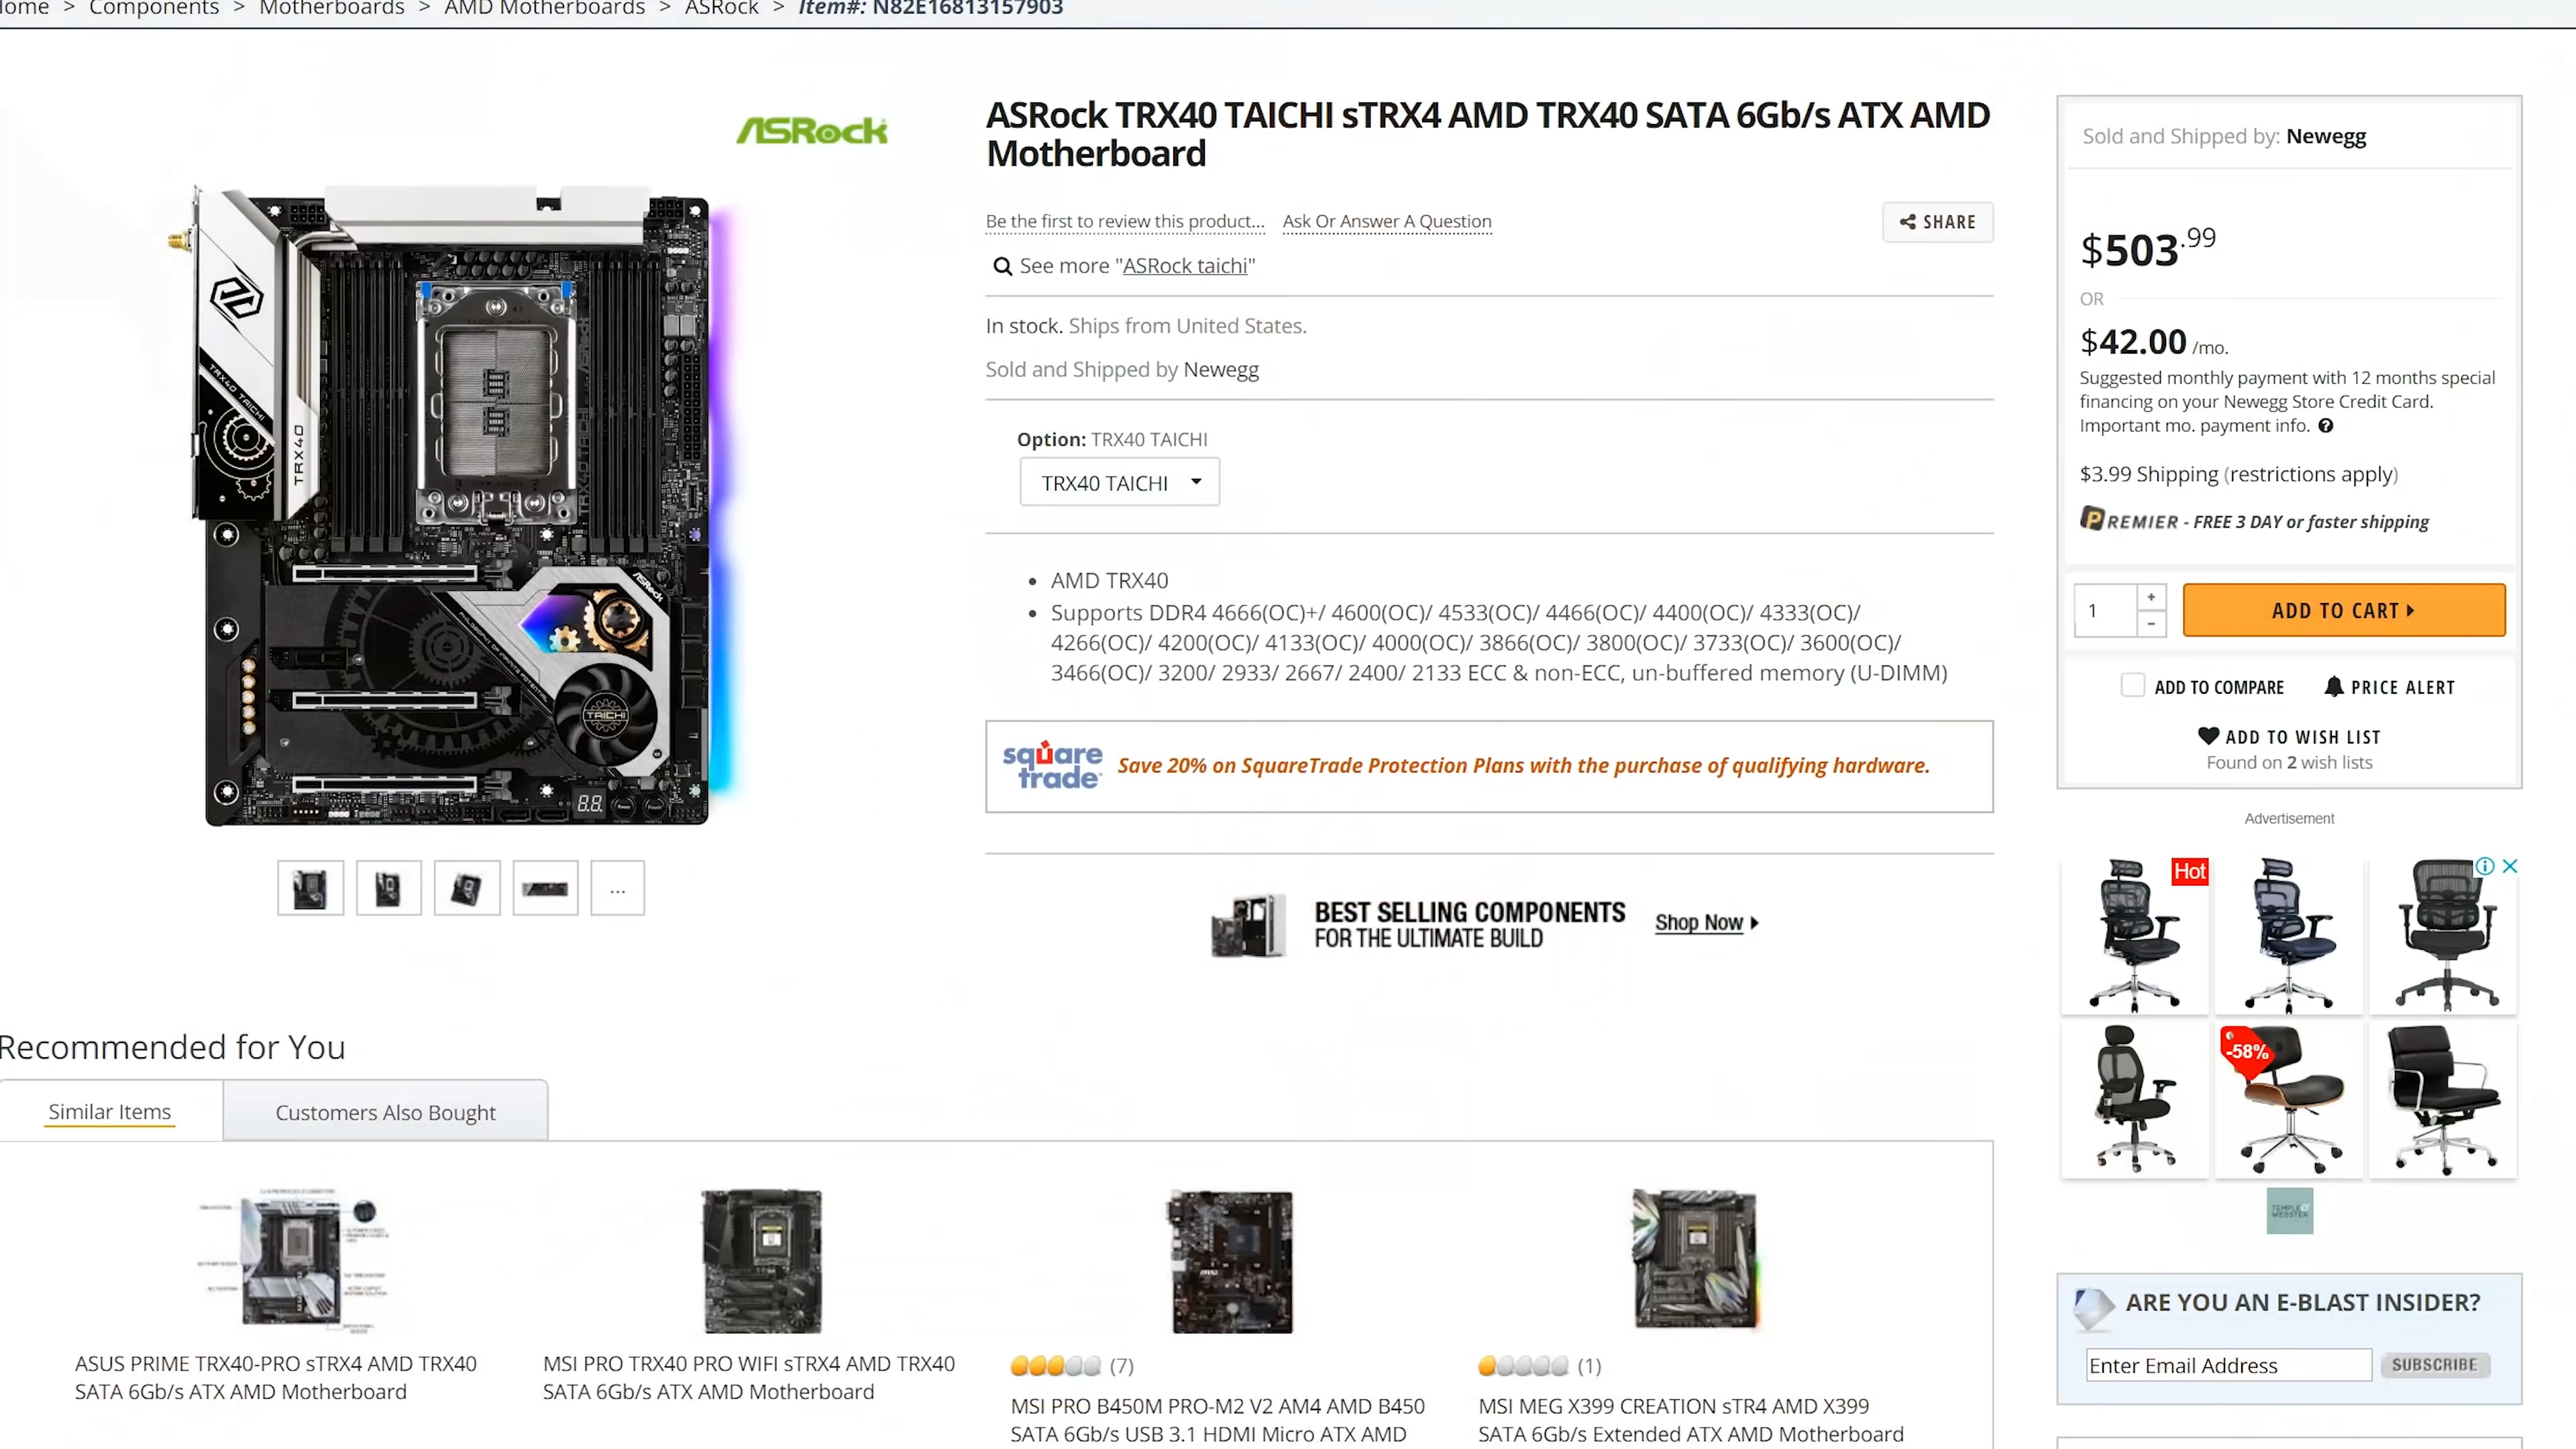 ome > Components > Motherboards > AMD Motherboards > ASRock > Item#: N82E16813157903
ASRock
ASRock TRX40 TAICHI sTRX4 AMD TRX40 SATA 6Gb/s ATX AMD
Motherboard
Be the first to review this product... Ask Or Answer A Question
SHARE
See more "ASRock taichi"
In stock. Ships from United States.
Sold and Shipped by Newegg
Option: TRX40 TAICHI
TRX40 TAICHI
AMD TRX40
Supports DDR4 4666(OC)+/ 4600(OC)/ 4533(OC)/ 4466(OC)/ 4400(OC)/ 4333(OC)/
4266(OC)/ 4200(OC)/ 4133(OC)/ 4000(OC)/ 3866(OC)/ 3800(OC)/ 3733(OC)/ 3600(OC)/
3466(OC)/ 3200/ 2933/ 2667/ 2400/ 2133 ECC & non-ECC, un-buffered memory (U-DIMM)
square
trade
Save 20% on SquareTrade Protection Plans with the purchase of qualifying hardware.
BEST SELLING COMPONENTS
FOR THE ULTIMATE BUILD
Shop Now
TRX40 TAICHI
TRX40
TRX40 TAICHI
ASRock
TAICHI
88
...
Sold and Shipped by: Newegg
$503.99
OR
$42.00 /mo.
Suggested monthly payment with 12 months special
financing on your Newegg Store Credit Card.
Important mo. payment info. ?
$3.99 Shipping (restrictions apply)
PREMIER - FREE 3 DAY or faster shipping
1
+
-
ADD TO CART
ADD TO COMPARE
PRICE ALERT
ADD TO WISH LIST
Found on 2 wish lists
Advertisement
Hot
-58%
TEMPLE &
WEBSTER
ARE YOU AN E-BLAST INSIDER?
Enter Email Address
SUBSCRIBE
Recommended for You
Similar Items
Customers Also Bought
ASUS PRIME TRX40-PRO sTRX4 AMD TRX40
SATA 6Gb/s ATX AMD Motherboard
MSI PRO TRX40 PRO WIFI sTRX4 AMD TRX40
SATA 6Gb/s ATX AMD Motherboard
(7)
MSI PRO B450M PRO-M2 V2 AM4 AMD B450
SATA 6Gb/s USB 3.1 HDMI Micro ATX AMD
(1)
MSI MEG X399 CREATION sTR4 AMD X399
SATA 6Gb/s Extended ATX AMD Motherboard